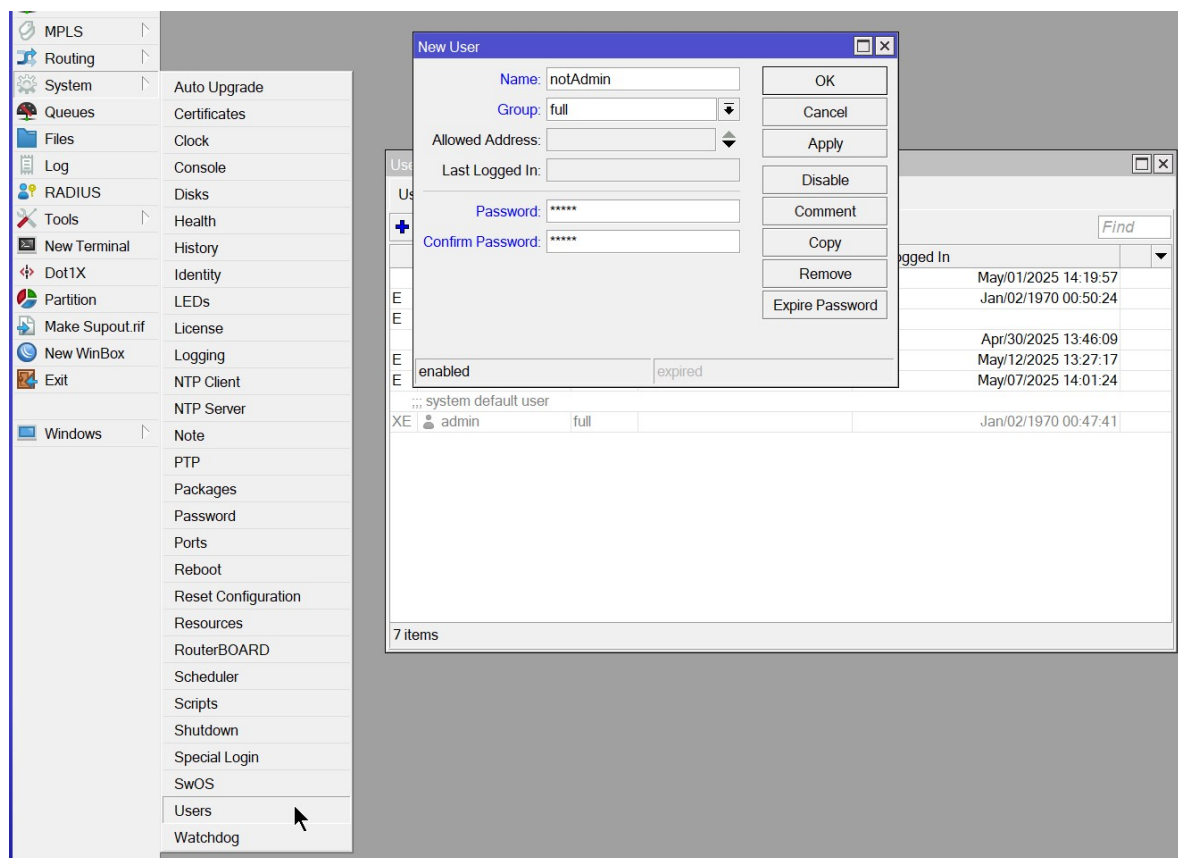 MPLS
Routing
System
Queues
Files
Log
RADIUS
Tools
New Terminal
Dot1X
Partition
Make Supout.rif
New WinBox
Exit
Windows
Auto Upgrade
Certificates
Clock
Console
Disks
Health
History
Identity
LEDs
License
Logging
NTP Client
NTP Server
Note
PTP
Packages
Password
Ports
Reboot
Reset Configuration
Resources
RouterBOARD
Scheduler
Scripts
Shutdown
Special Login
SwOS
Users
Watchdog
New User
Name: notAdmin
Group: full
Allowed Address:
Last Logged In:
Password: *****
Confirm Password: *****
OK
Cancel
Apply
Disable
Comment
Copy
Remove
Expire Password
enabled expired
Find
May/01/2025 14:19:57
E Jan/02/1970 00:50:24
E
Apr/30/2025 13:46:09
E May/12/2025 13:27:17
E May/07/2025 14:01:24
;;; system default user
XE admin full Jan/02/1970 00:47:41
7 items